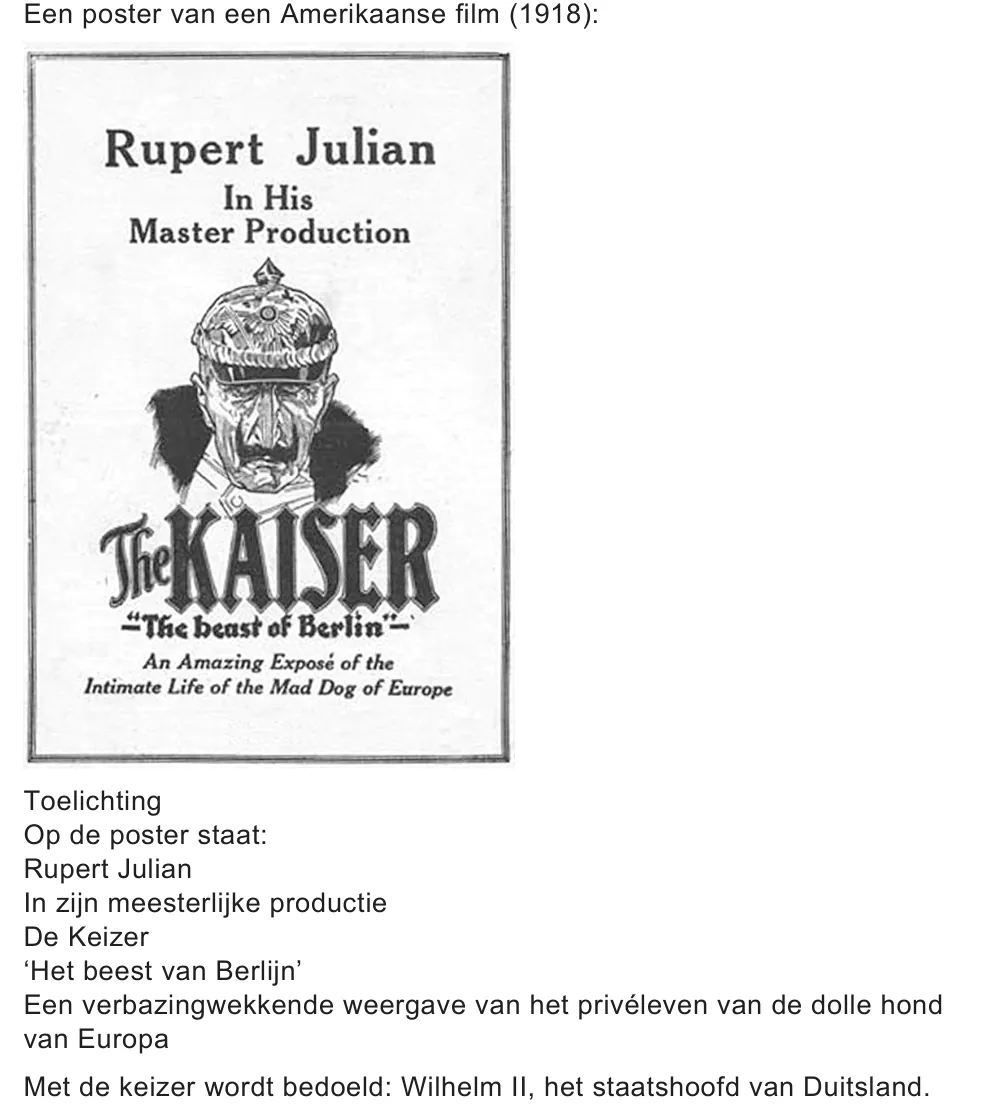 Een poster van een Amerikaanse film (1918):
Rupert Julian
In His
Master Production
The KAISER
"The beast of Berlin"
An Amazing Exposé of the
Intimate Life of the Mad Dog of Europe
Toelichting
Op de poster staat:
Rupert Julian
In zijn meesterlijke productie
De Keizer
‘Het beest van Berlijn’
Een verbazingwekkende weergave van het privéleven van de dolle hond
van Europa
Met de keizer wordt bedoeld: Wilhelm II, het staatshoofd van Duitsland.